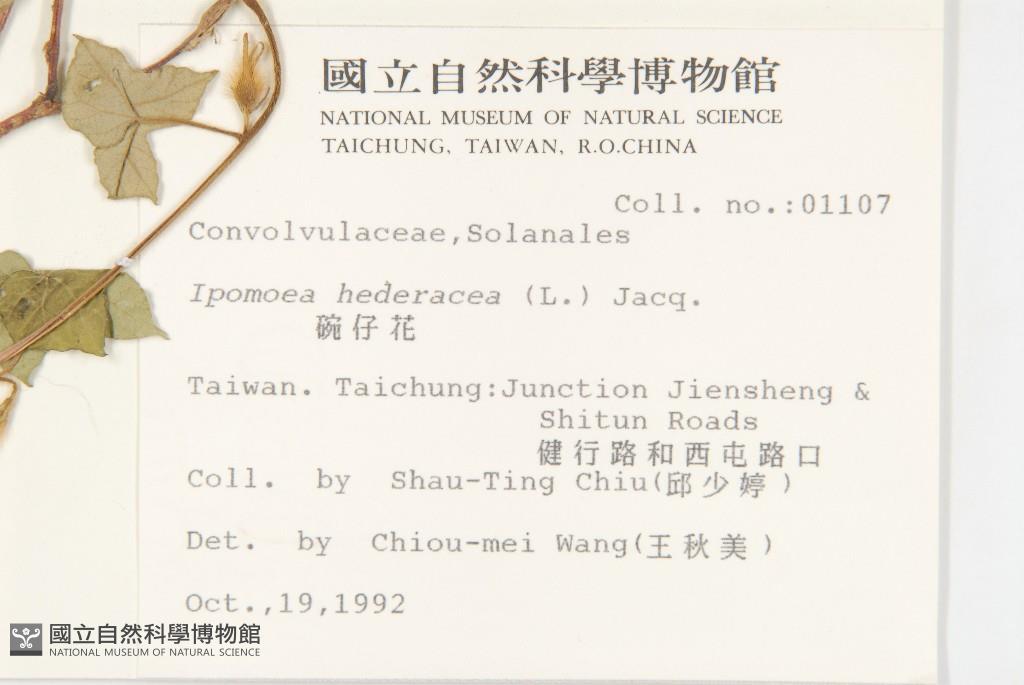 國立自然科學博物館
NATIONAL MUSEUM OF NATURAL SCIENCE
TAICHUNG, TAIWAN, R.O.CHINA
Coll. no.:01107
Convolvulaceae,Solanales
Ipomoea hederacea (L.) Jacq.
碗仔花
Taiwan. Taichung:Junction Jiensheng &
Shitun Roads
健行路和西屯路口
Coll. by Shau-Ting Chiu(邱少婷)
Det. by Chiou-mei Wang(王秋美)
Oct.,19,1992
國立自然科學博物館
NATIONAL MUSEUM OF NATURAL SCIENCE